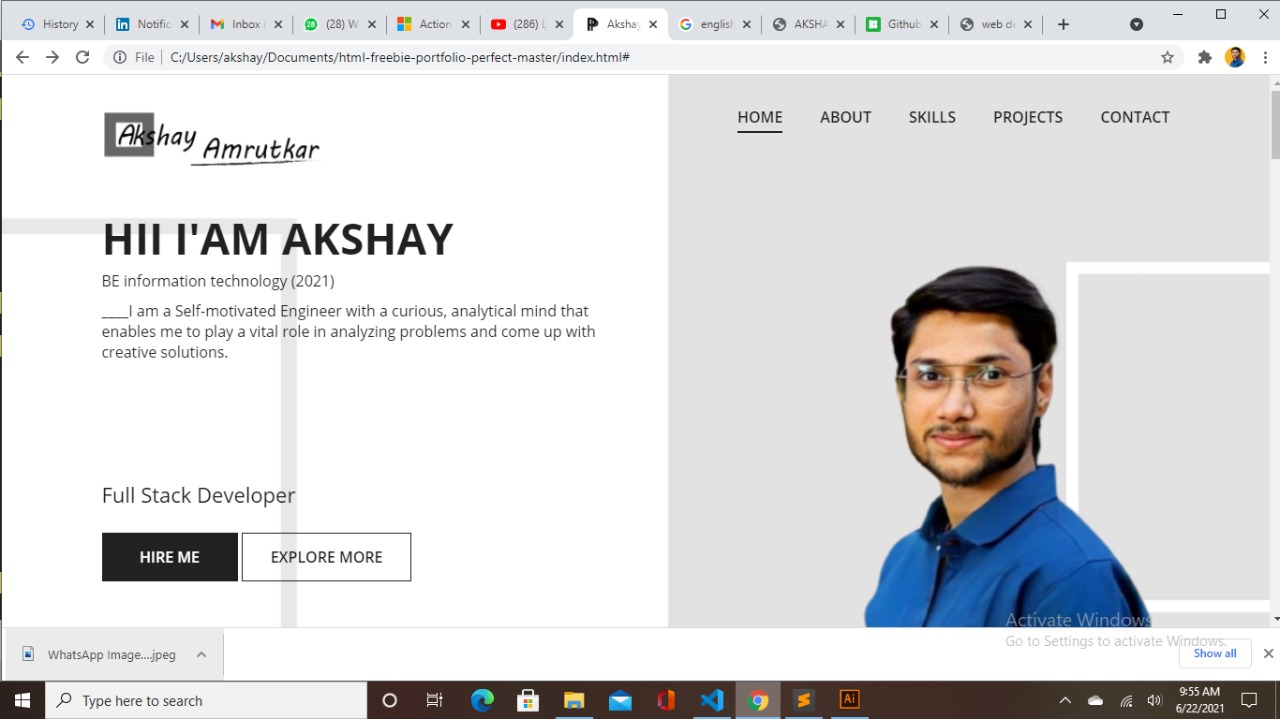 History
Notific
Inbox
(28) W
Action
(286) L
Akshay
english
AKSHA
Github
web de
File
C:/Users/akshay/Documents/html-freebie-portfolio-perfect-master/index.html#
Akshay
Amrutkar
HOME ABOUT SKILLS PROJECTS CONTACT
HII I'AM AKSHAY
BE information technology (2021)
____I am a Self-motivated Engineer with a curious, analytical mind that
enables me to play a vital role in analyzing problems and come up with
creative solutions.
Full Stack Developer
HIRE ME
EXPLORE MORE
Activate Windows
Go to Settings to activate Windows.
WhatsApp Image....jpeg
Show all
Type here to search
Ai
9:55 AM
6/22/2021